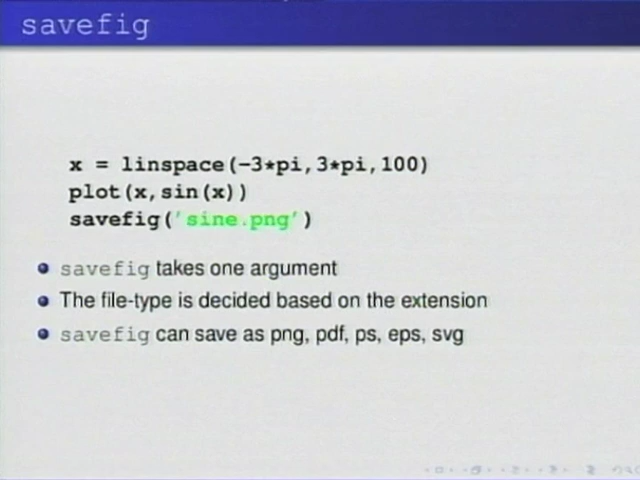 savefig
x = linspace(-3*pi,3*pi,100)
plot(x,sin(x))
savefig('sine.png')
savefig takes one argument
The file-type is decided based on the extension
savefig can save as png, pdf, ps, eps, svg